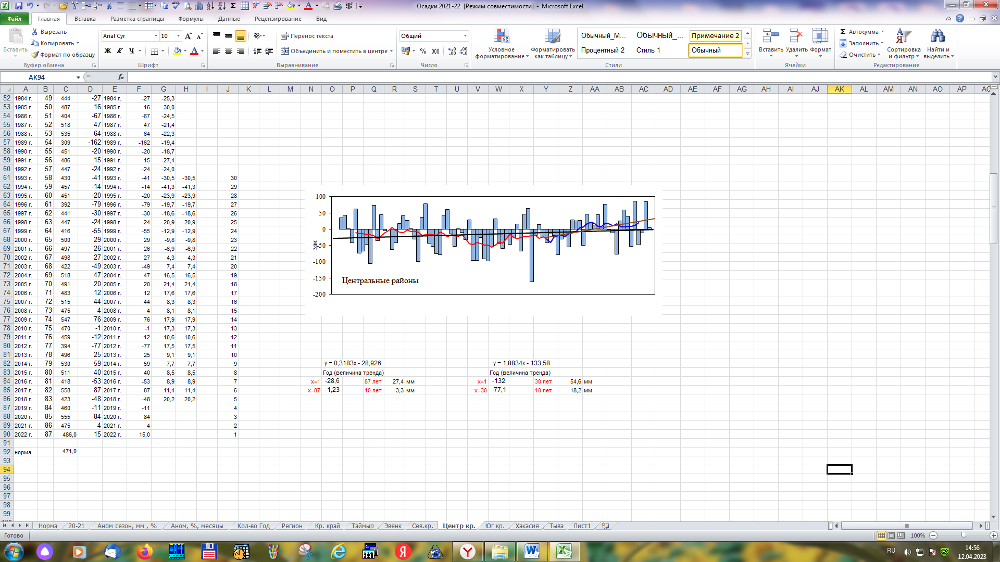 Осадки 2021-22 [Режим совместимости] - Microsoft Excel
Файл Главная Вставка Разметка страницы Формулы Данные Рецензирование Вид
Вставить Вырезать Копировать Формат по образцу
Arial Cyr 10 Ж К Ч
Перенос текста
Объединить и поместить в центре
Общий
% 000
Условное форматирование Форматировать как таблицу
Обычный_М... Обычный_... Примечание 2
Процентный 2 Стиль 1 Обычный
Вставить Удалить Формат
Σ Автосумма Заполнить Очистить
Сортировка и фильтр Найти и выделить
Буфер обмена Шрифт Выравнивание Число Стили Ячейки Редактирование
AK94 fx
A B C D E F G H I J K L M N O P Q R S T U V W X Y Z AA AB AC AD AE AF AG AH AI AJ AK AL AM AN AO AP
52 1984 г. 49 444 -27 1984 г. -27 -25,3
53 1985 г. 50 487 16 1985 г. 16 -30,0
54 1986 г. 51 404 -67 1986 г. -67 -24,5
55 1987 г. 52 518 47 1987 г. 47 -21,4
56 1988 г. 53 535 64 1988 г. 64 -22,3
57 1989 г. 54 309 -162 1989 г. -162 -19,4
58 1990 г. 55 451 -20 1990 г. -20 -18,7
59 1991 г. 56 486 15 1991 г. 15 -27,4
60 1992 г. 57 447 -24 1992 г. -24 -24,0
61 1993 г. 58 430 -41 1993 г. -41 -30,5 -30,5 30
62 1994 г. 59 457 -14 1994 г. -14 -41,3 -41,3 29
63 1995 г. 60 451 -20 1995 г. -20 -23,9 -23,9 28
64 1996 г. 61 392 -79 1996 г. -79 -19,7 -19,7 27
65 1997 г. 62 441 -30 1997 г. -30 -18,6 -18,6 26
66 1998 г. 63 447 -24 1998 г. -24 -20,9 -20,9 25
67 1999 г. 64 416 -55 1999 г. -55 -12,9 -12,9 24
68 2000 г. 65 500 29 2000 г. 29 -9,8 -9,8 23
69 2001 г. 66 497 26 2001 г. 26 -6,9 -6,9 22
70 2002 г. 67 498 27 2002 г. 27 4,3 4,3 21
71 2003 г. 68 422 -49 2003 г. -49 7,4 7,4 20
72 2004 г. 69 518 47 2004 г. 47 16,5 16,5 19
73 2005 г. 70 491 20 2005 г. 20 21,4 21,4 18
74 2006 г. 71 483 12 2006 г. 12 17,6 17,6 17
75 2007 г. 72 515 44 2007 г. 44 8,3 8,3 16
76 2008 г. 73 475 4 2008 г. 4 8,1 8,1 15
77 2009 г. 74 547 76 2009 г. 76 17,9 17,9 14
78 2010 г. 75 470 -1 2010 г. -1 17,3 17,3 13
79 2011 г. 76 459 -12 2011 г. -12 10,6 10,6 12
80 2012 г. 77 394 -77 2012 г. -77 17,5 17,5 11
81 2013 г. 78 496 25 2013 г. 25 9,1 9,1 10
82 2014 г. 79 530 59 2014 г. 59 7,7 7,7 9
83 2015 г. 80 511 40 2015 г. 40 8,5 8,5 8
84 2016 г. 81 418 -53 2016 г. -53 8,9 8,9 7
85 2017 г. 82 558 87 2017 г. 87 11,4 11,4 6
86 2018 г. 83 423 -48 2018 г. -48 20,2 20,2 5
87 2019 г. 84 460 -11 2019 г. -11 4
88 2020 г. 85 555 84 2020 г. 84 3
89 2021 г. 86 475 4 2021 г. 4 2
90 2022 г. 87 486,0 15 2022 г. 15,0 1
91
92 норма 471,0
93
94
95
96
97
98
99
100
50
0
-50
-100
-150
-200
мм
Центральные районы
y = 0,3183x - 28,926
Год (величина тренда)
x=1 -28,6 87 лет 27,4 мм
x=87 -1,23 10 лет 3,3 мм
y = 1,8834x - 133,58
Год (величина тренда)
x=1 -132 30 лет 54,6 мм
x=30 -77,1 10 лет 18,2 мм
Норма 20-21 Аном сезон, мм , % Аном, %, месяцы Кол-во Год Регион Кр. край Таймыр Эвенк Сев.кр. Центр кр. Юг кр. Хакасия Тыва Лист1
Готово 100%
RU 14:56
12.04.2023